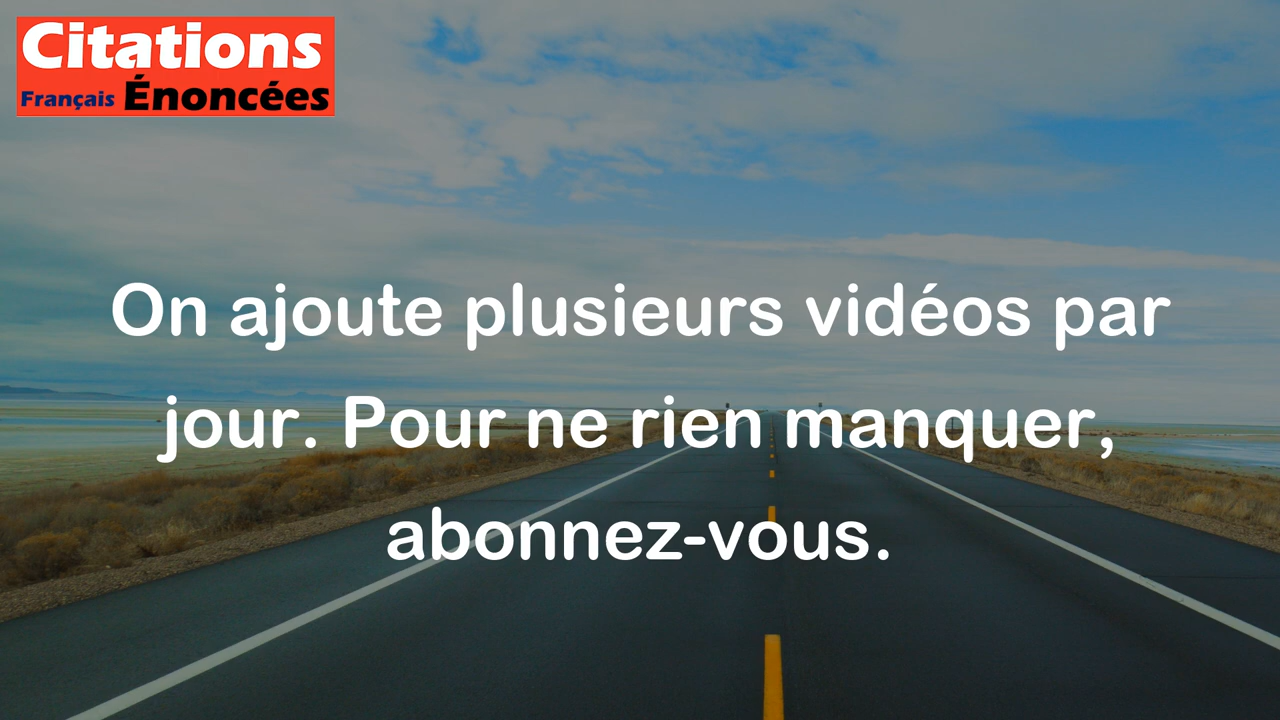 Citations
Français Énoncées
On ajoute plusieurs vidéos par
jour. Pour ne rien manquer,
abonnez-vous.